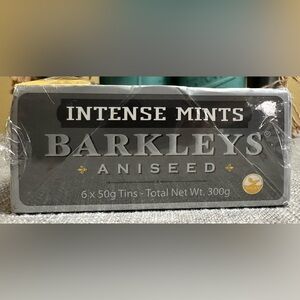 INTENSE MINTS
BARKLEYS®
ANISEED
6 x 50g Tins - Total Net Wt. 300g